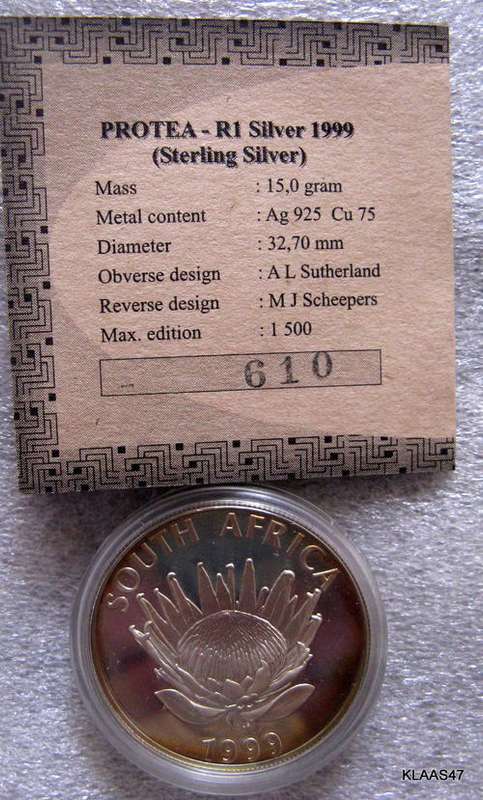 PROTEA - R1 Silver 1999
(Sterling Silver)
Mass : 15,0 gram
Metal content : Ag 925 Cu 75
Diameter : 32,70 mm
Obverse design : A L Sutherland
Reverse design : M J Scheepers
Max. edition : 1 500
610
SOUTH AFRICA
1999
KLAAS47